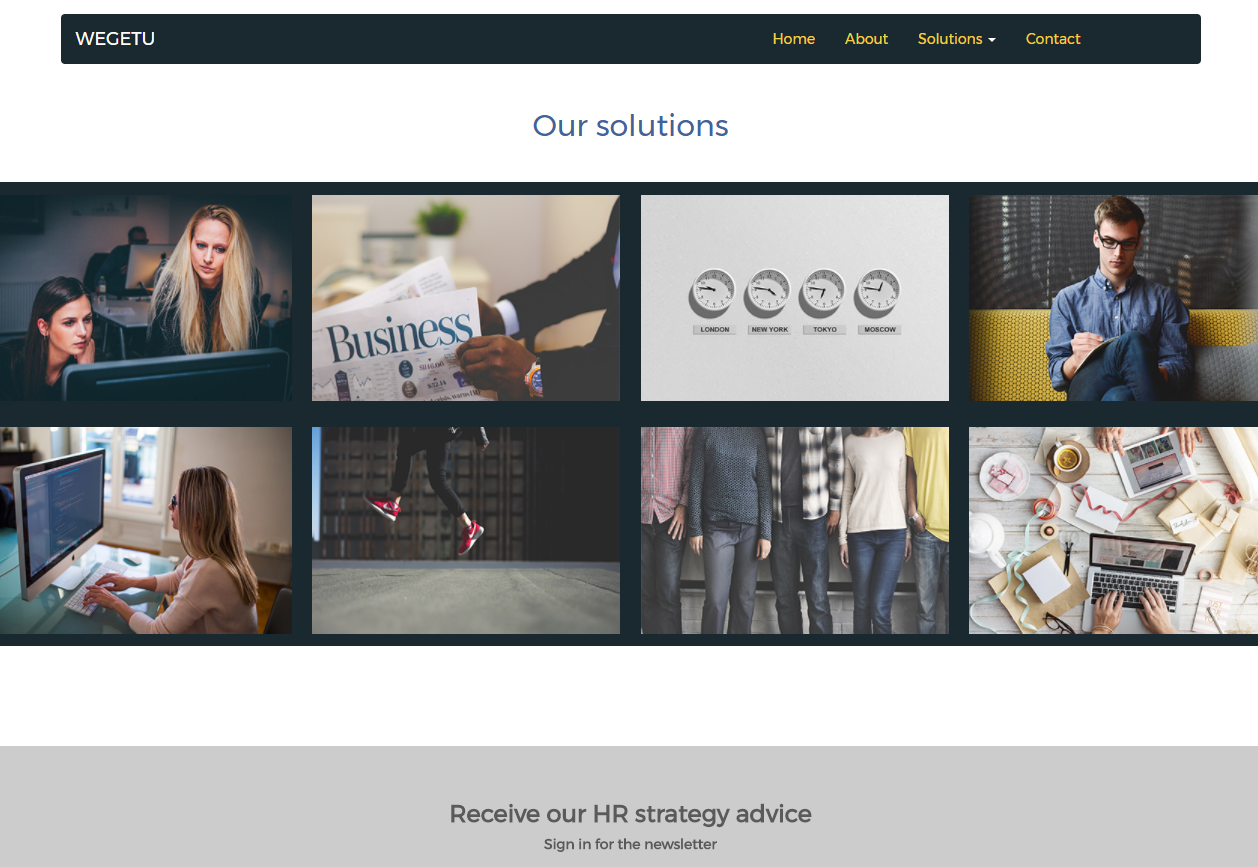 WEGETU
Home About Solutions Contact
Our solutions
Business
LONDON NEW YORK TOKYO MOSCOW
Receive our HR strategy advice
Sign in for the newsletter